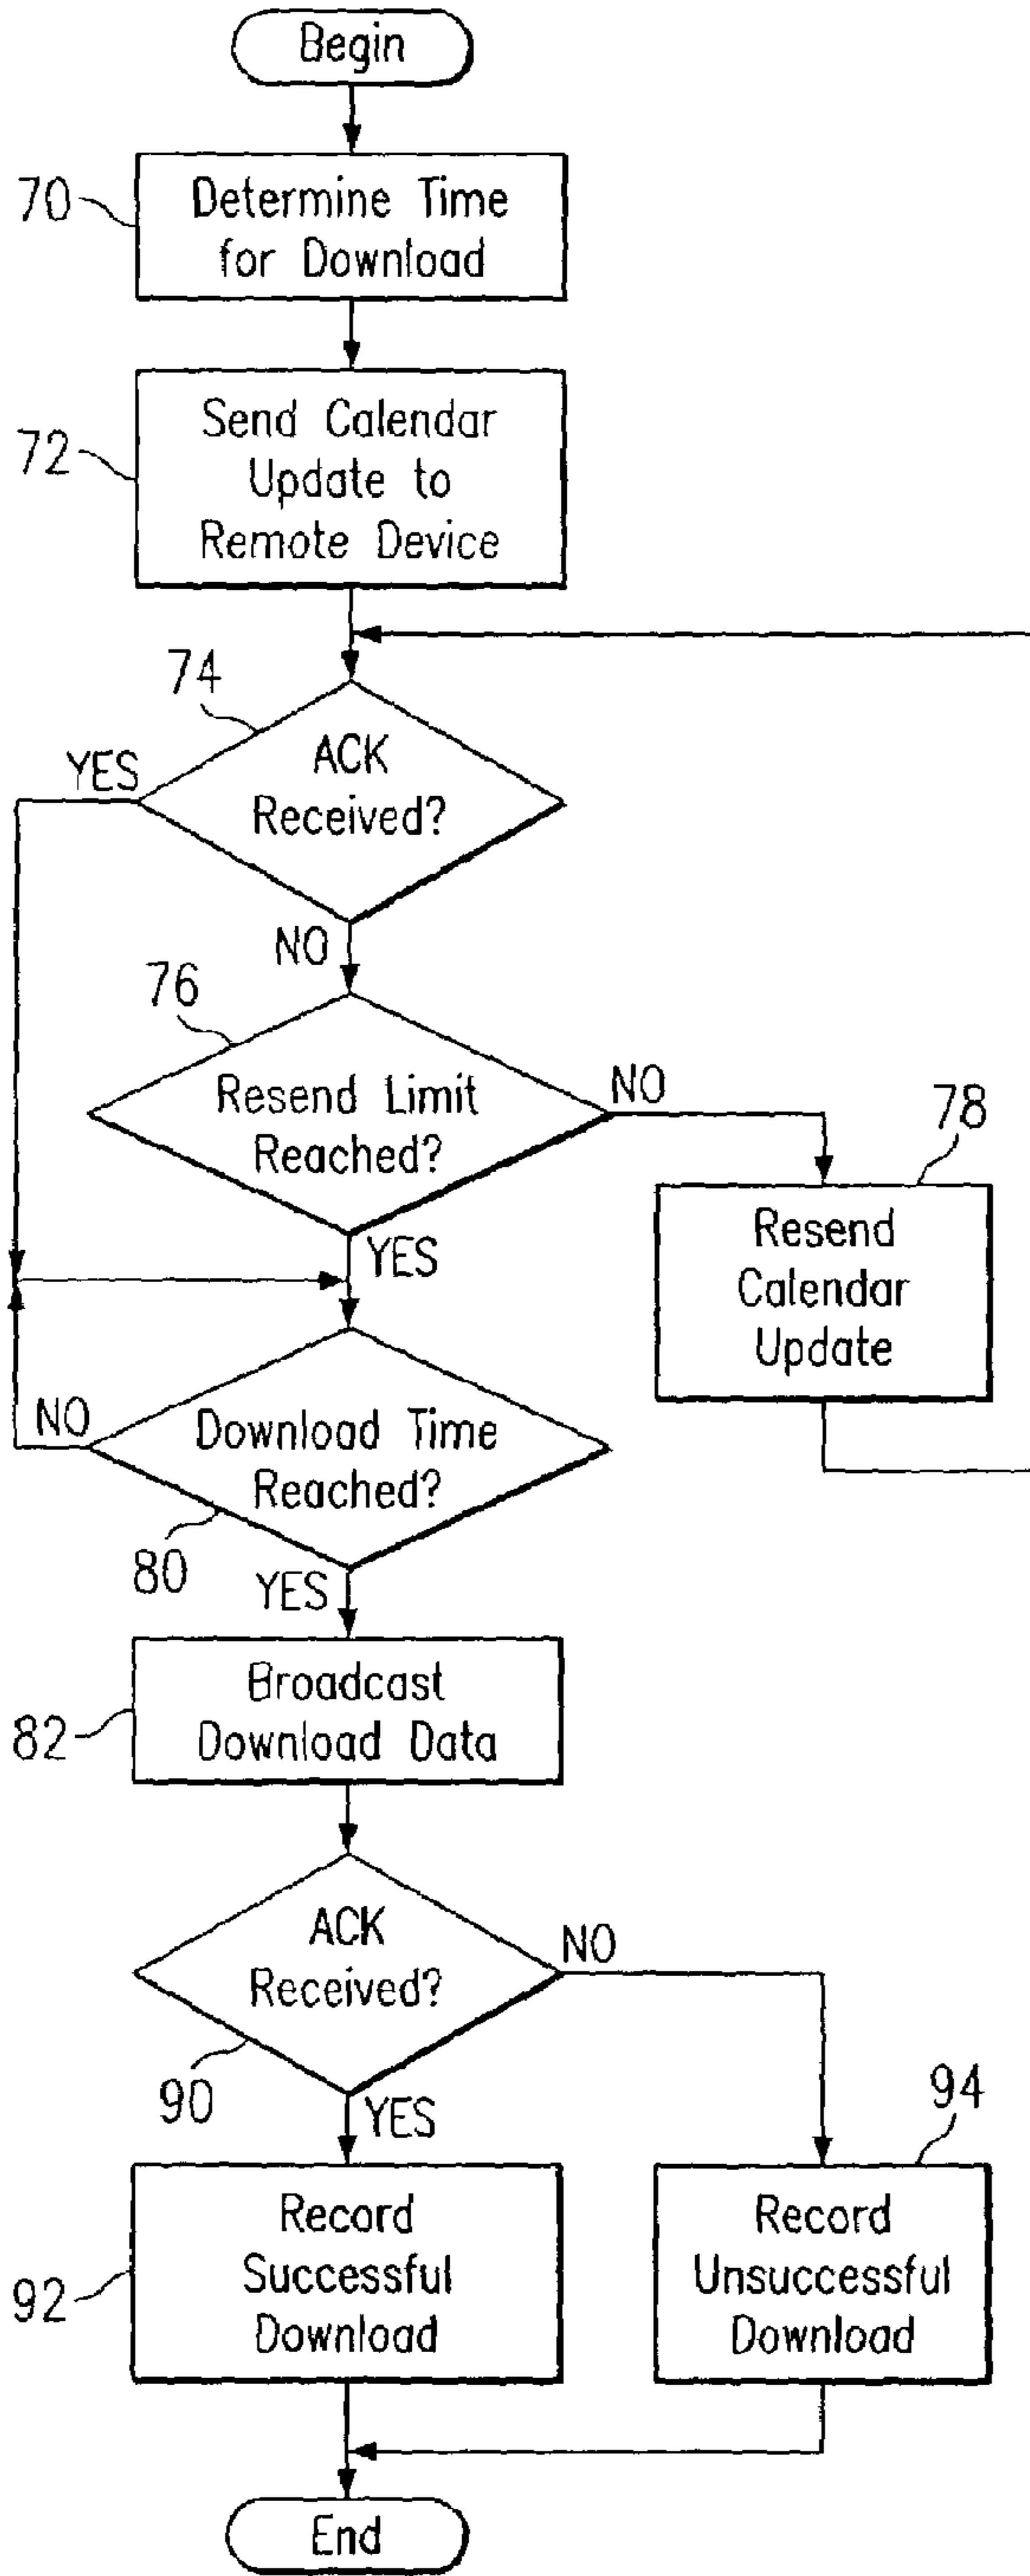 Begin
70
Determine Time
for Download
72
Send Calendar
Update to
Remote Device
74
YES
ACK
Received?
NO
76
Resend Limit
Reached?
NO
78
Resend
Calendar
Update
YES
NO
Download Time
Reached?
80
YES
82
Broadcast
Download Data
ACK
Received?
NO
90
YES
94
92
Record
Successful
Download
Record
Unsuccessful
Download
End